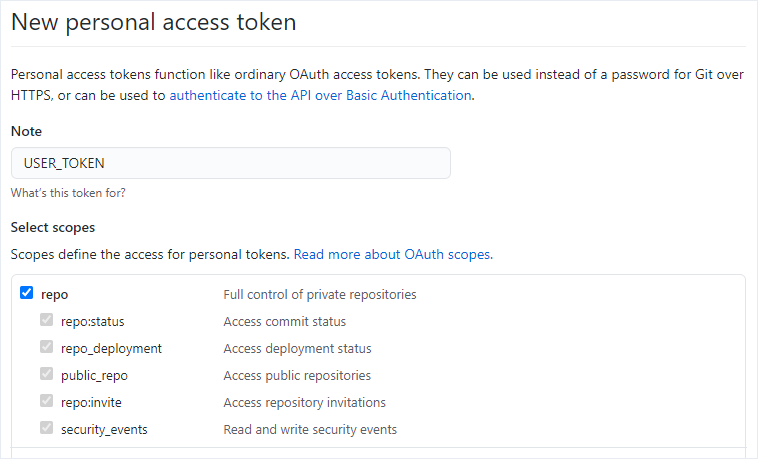 New personal access token
Personal access tokens function like ordinary OAuth access tokens. They can be used instead of a password for Git over
HTTPS, or can be used to authenticate to the API over Basic Authentication.
Note
USER_TOKEN
What's this token for?
Select scopes
Scopes define the access for personal tokens. Read more about OAuth scopes.
repo Full control of private repositories
repo:status Access commit status
repo_deployment Access deployment status
public_repo Access public repositories
repo:invite Access repository invitations
security_events Read and write security events